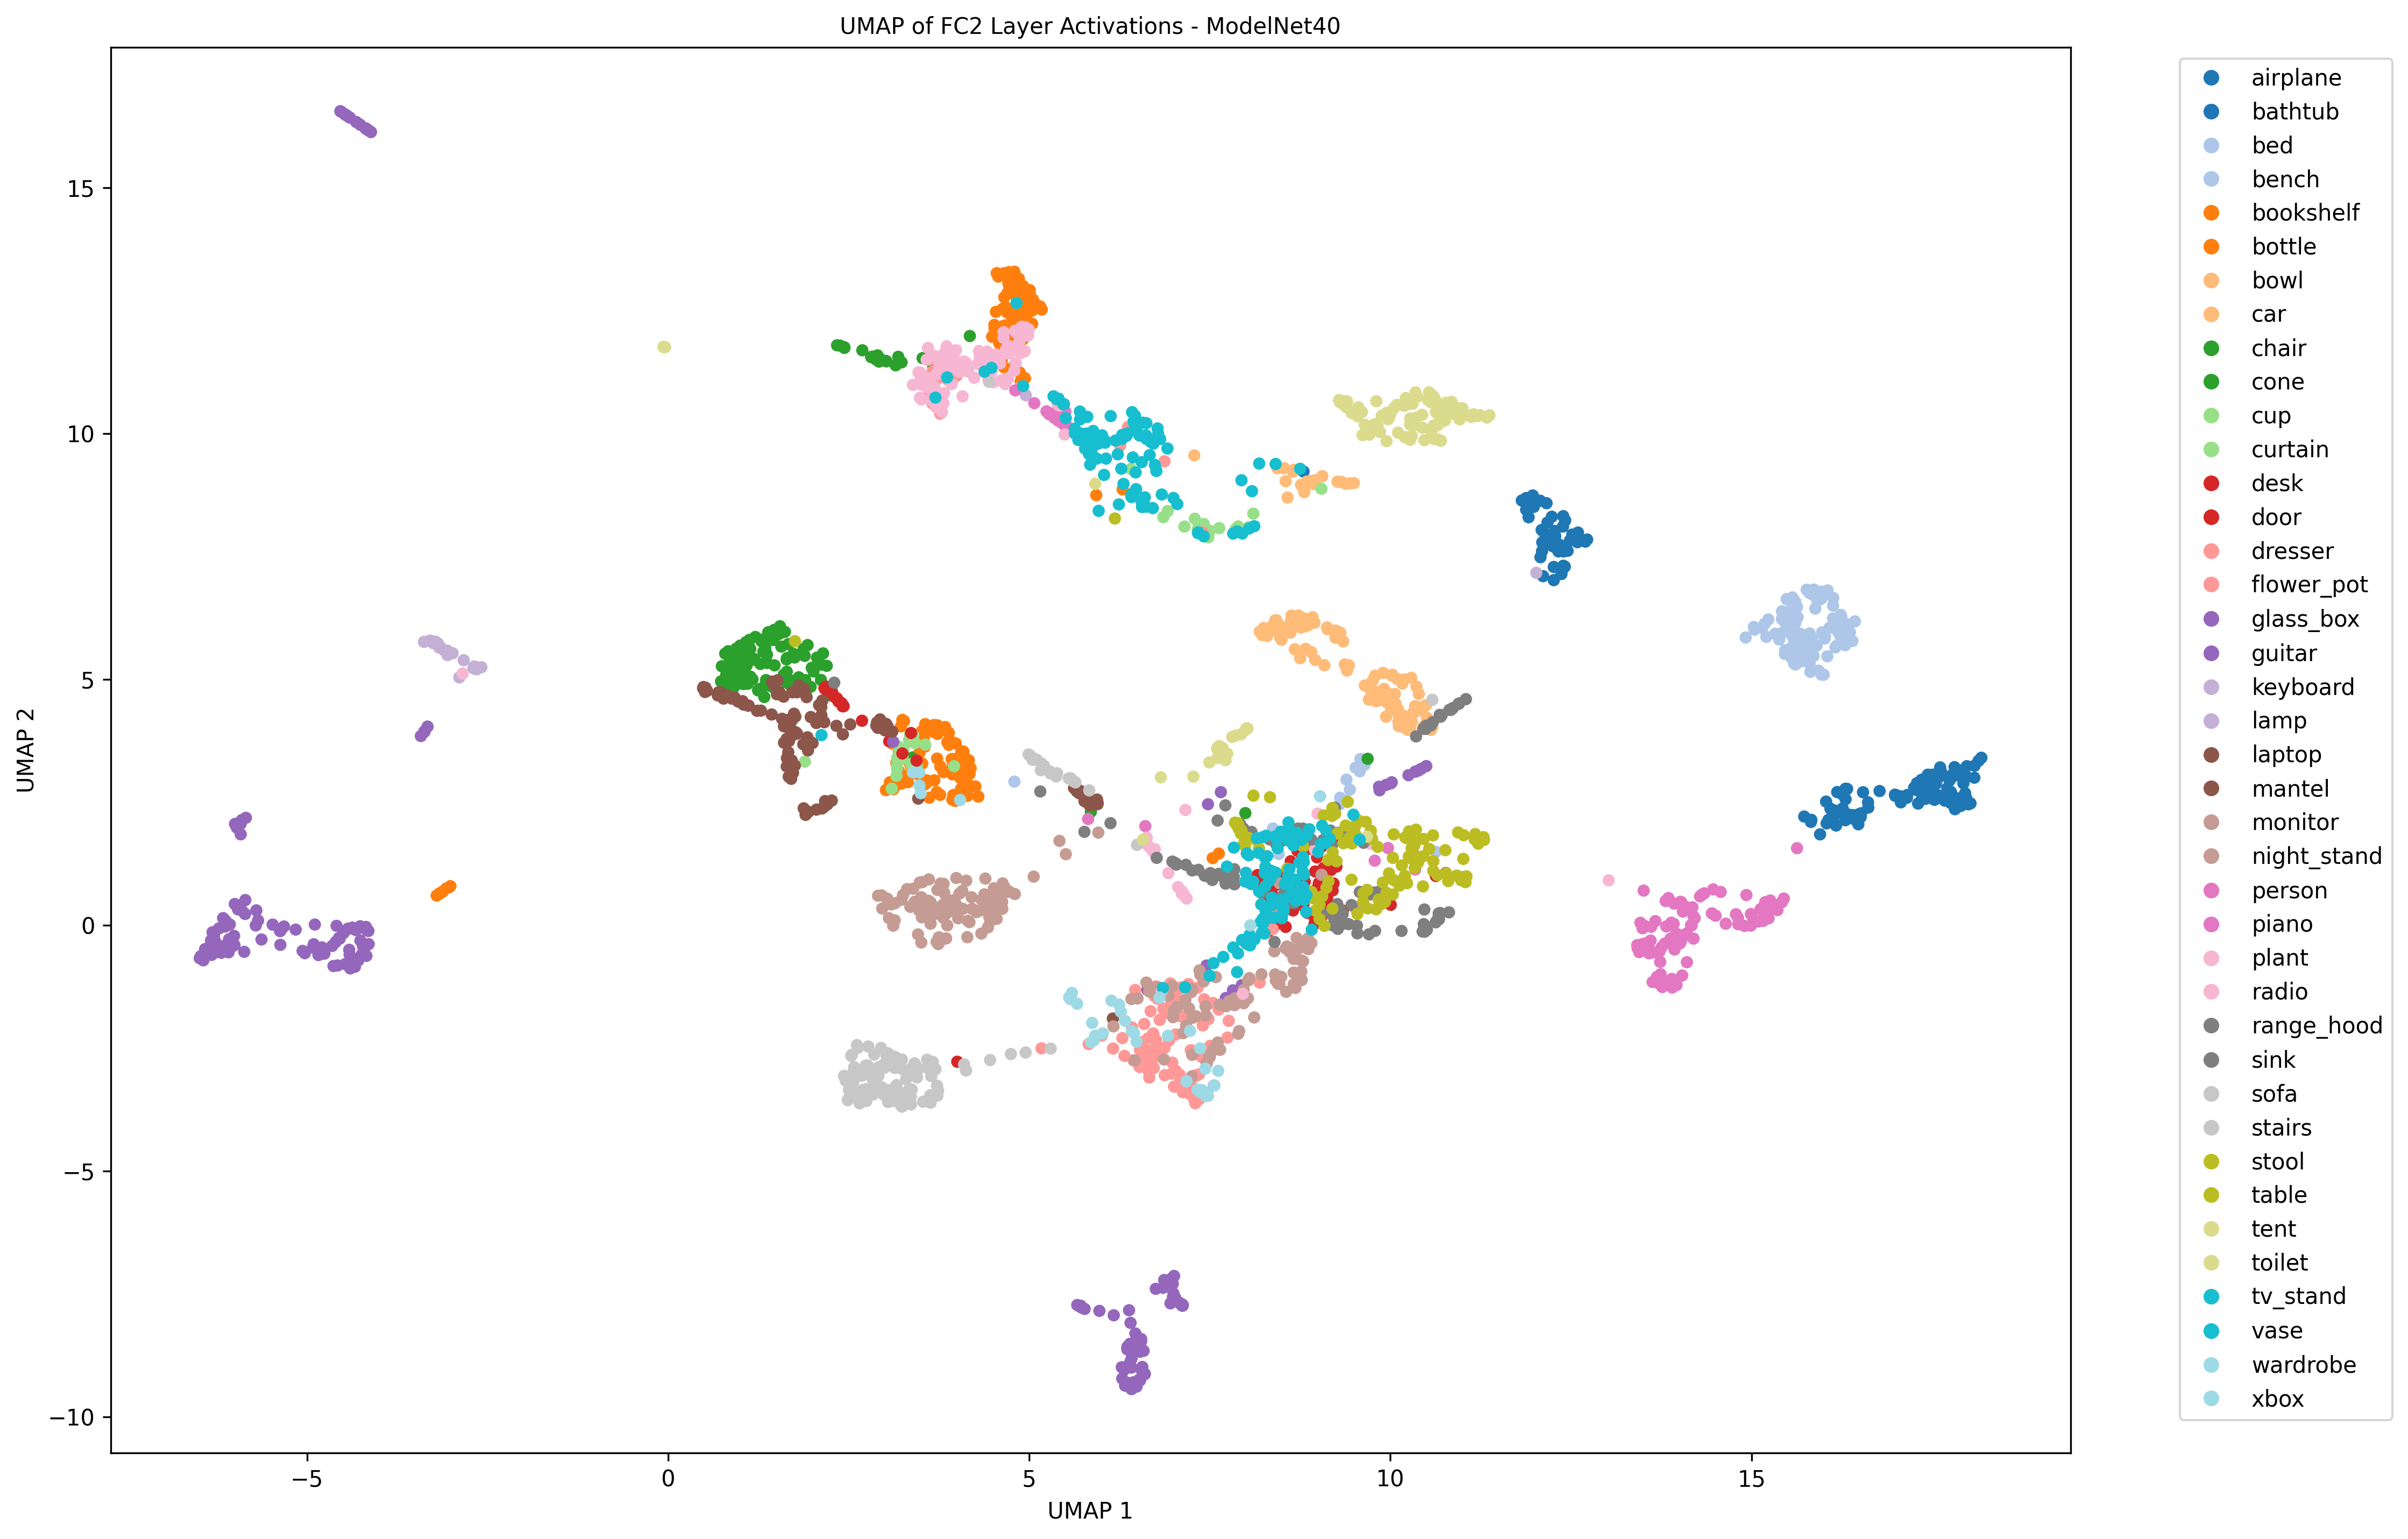 UMAP of FC2 Layer Activations - ModelNet40
UMAP 2
15
10
5
0
−5
−10
−5
0
5
10
15
UMAP 1
airplane
bathtub
bed
bench
bookshelf
bottle
bowl
car
chair
cone
cup
curtain
desk
door
dresser
flower_pot
glass_box
guitar
keyboard
lamp
laptop
mantel
monitor
night_stand
person
piano
plant
radio
range_hood
sink
sofa
stairs
stool
table
tent
toilet
tv_stand
vase
wardrobe
xbox